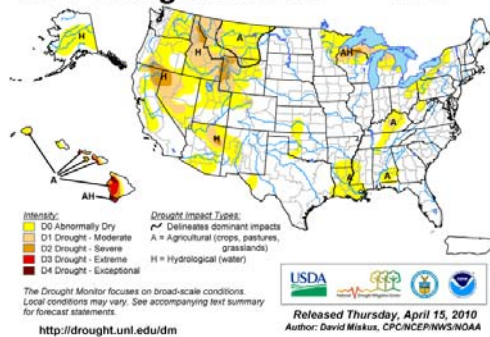 H
A
H
H
A
AH
H
A
A
A
A
AH
Intensity:
D0 Abnormally Dry
D1 Drought - Moderate
D2 Drought - Severe
D3 Drought - Extreme
D4 Drought - Exceptional
Drought Impact Types:
Delineates dominant impacts
A = Agricultural (crops, pastures,
grasslands)
H = Hydrological (water)
The Drought Monitor focuses on broad-scale conditions.
Local conditions may vary. See accompanying text summary
for forecast statements.
http://drought.unl.edu/dm
USDA
Released Thursday, April 15, 2010
Author: David Miskus, CPC/NCEP/NWS/NOAA